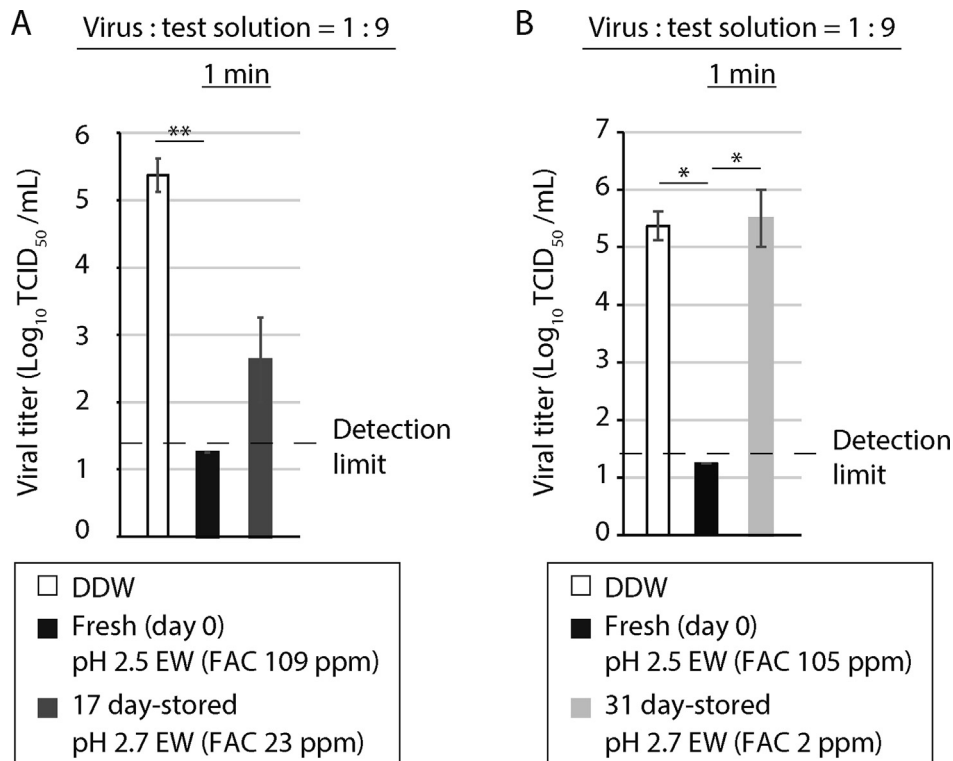 A
Virus : test solution = 1 : 9
1 min
Viral titer (Log10 TCID50 /mL)
6
5
4
3
2
1
0
**
Detection
limit
DDW
Fresh (day 0)
pH 2.5 EW (FAC 109 ppm)
17 day-stored
pH 2.7 EW (FAC 23 ppm)
B
Virus : test solution = 1 : 9
1 min
Viral titer (Log10 TCID50 /mL)
7
6
5
4
3
2
1
0
*
*
Detection
limit
DDW
Fresh (day 0)
pH 2.5 EW (FAC 105 ppm)
31 day-stored
pH 2.7 EW (FAC 2 ppm)